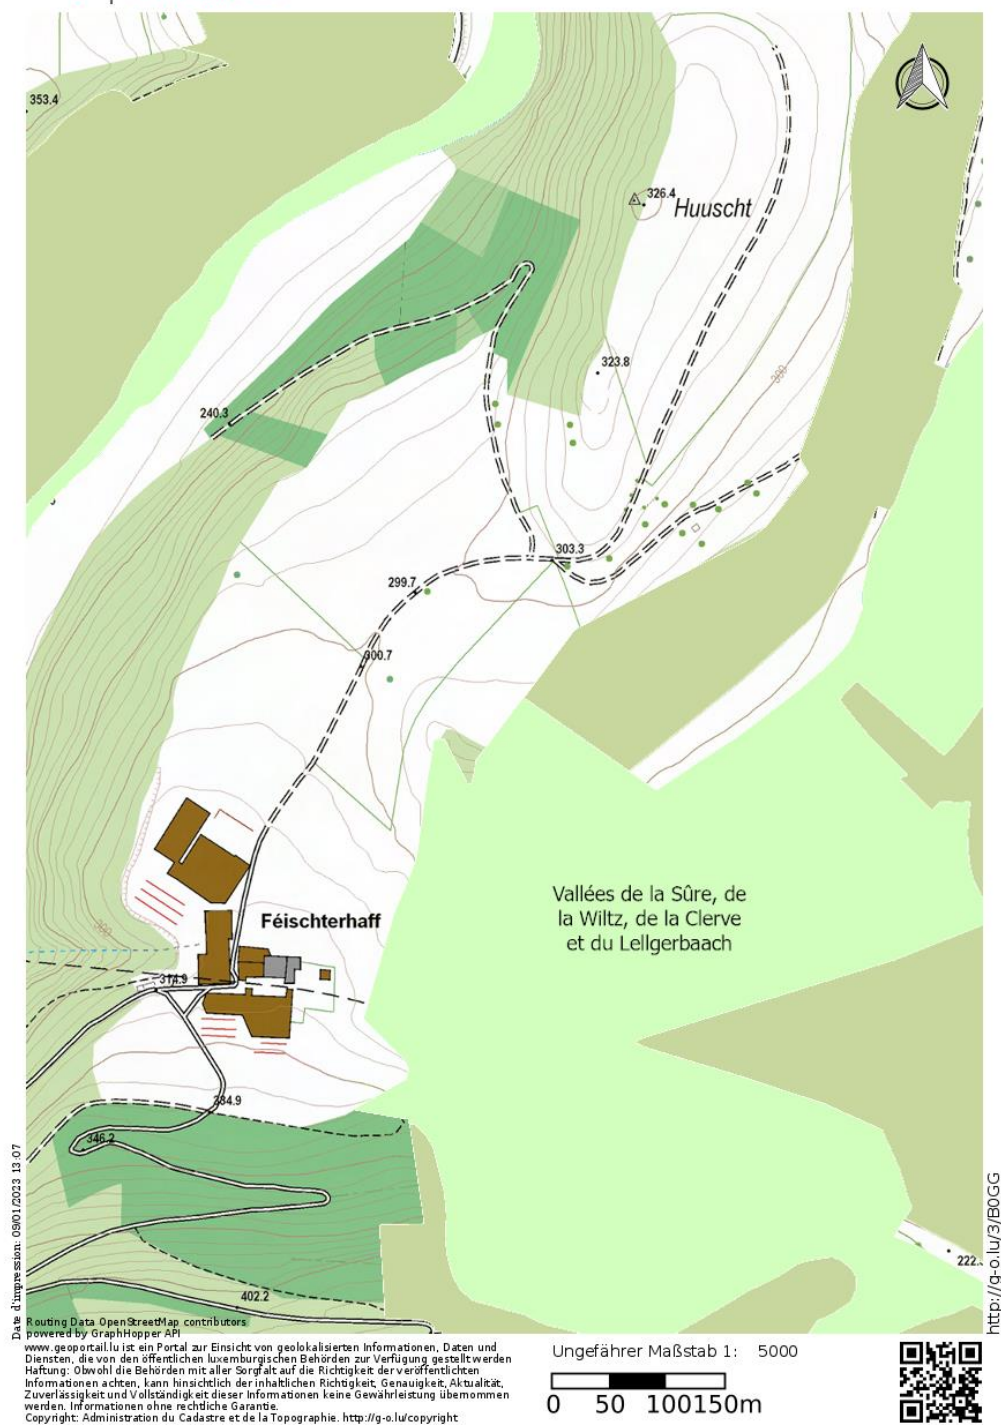 353.4
326.4
Huuscht
323.8
300
240.3
303.3
299.7
300.7
Vallées de la Sûre, de
la Wiltz, de la Clerve
et du Lellgerbaach
Féischterhaff
300
314.9
334.9
346.2
222.
402.2
Date d'impression: 09/01/2023 13:07
http://g-o.lu/3/B0GG
Routing Data OpenStreetMap contributors
powered by GraphHopper API
www.geoportail.lu ist ein Portal zur Einsicht von geolokalisierten Informationen, Daten und
Diensten, die von den öffentlichen luxemburgischen Behörden zur Verfügung gestellt werden
Haftung: Obwohl die Behörden mit aller Sorgfalt auf die Richtigkeit der veröffentlichten
Informationen achten, kann hinsichtlich der inhaltlichen Richtigkeit, Genauigkeit, Aktualität,
Zuverlässigkeit und Vollständigkeit dieser Informationen keine Gewährleistung übernommen
werden. Informationen ohne rechtliche Garantie.
Copyright: Administration du Cadastre et de la Topographie. http://g-o.lu/copyright
Ungefährer Maßstab 1: 5000
0 50 100150m